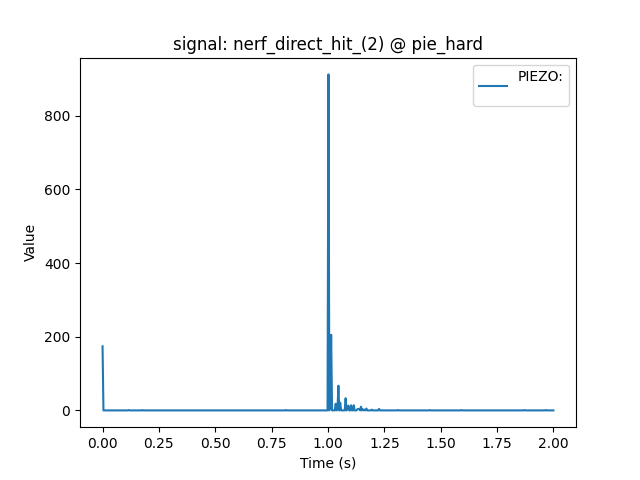 signal: nerf_direct_hit_(2) @ pie_hard
PIEZO:
800
600
400
200
0
Value
0.00 0.25 0.50 0.75 1.00 1.25 1.50 1.75 2.00
Time (s)